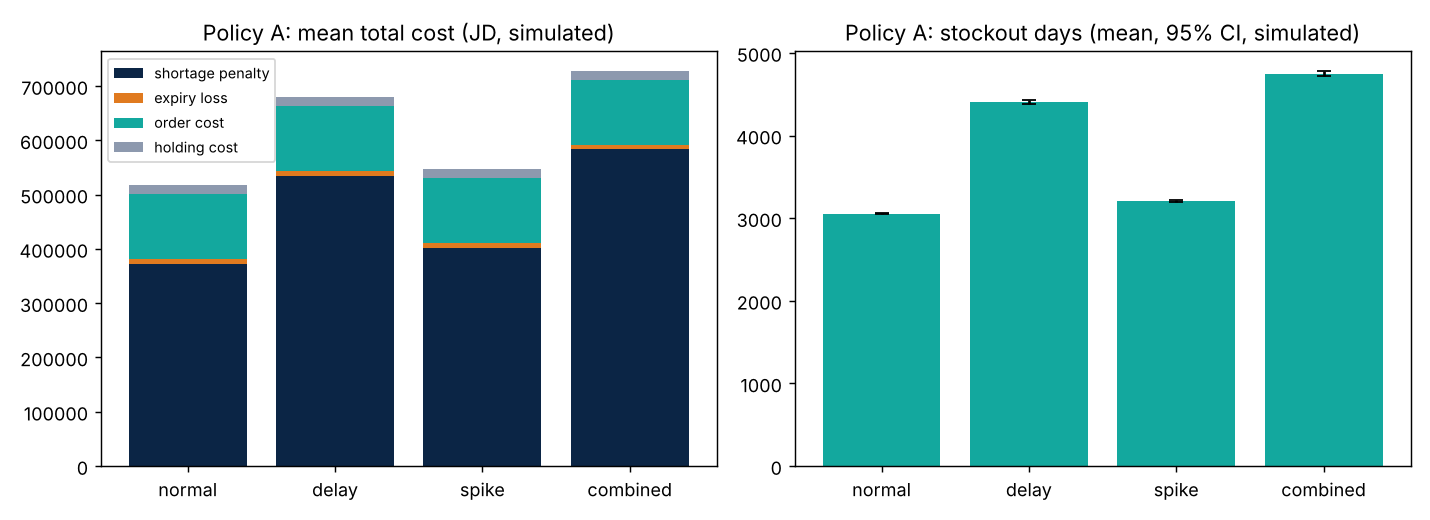 Policy A: mean total cost (JD, simulated)
shortage penalty
expiry loss
order cost
holding cost
700000
600000
500000
400000
300000
200000
100000
0
normal delay spike combined
Policy A: stockout days (mean, 95% CI, simulated)
5000
4000
3000
2000
1000
0
normal delay spike combined